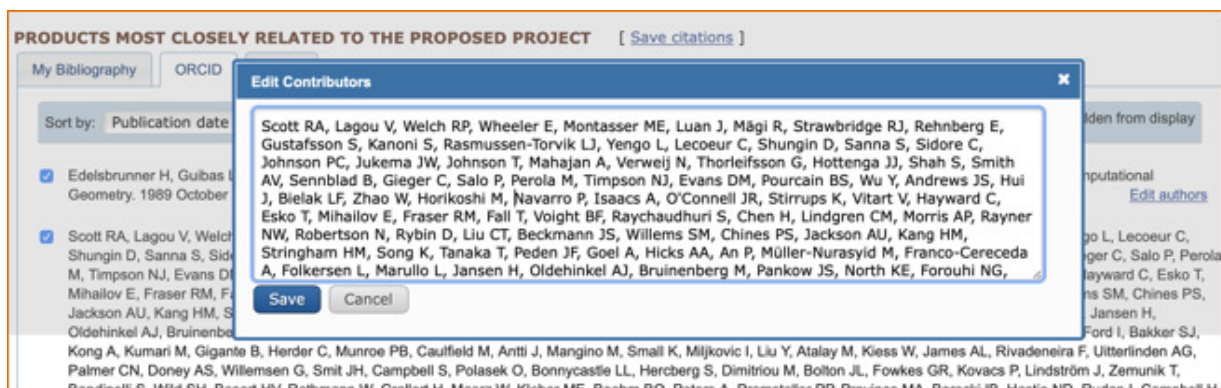 PRODUCTS MOST CLOSELY RELATED TO THE PROPOSED PROJECT [ Save citations ]
My Bibliography ORCID
Edit Contributors
Sort by: Publication date
dden from display
Scott RA, Lagou V, Welch RP, Wheeler E, Montasser ME, Luan J, Mägi R, Strawbridge RJ, Rehnberg E,
Gustafsson S, Kanoni S, Rasmussen-Torvik LJ, Yengo L, Lecoeur C, Shungin D, Sanna S, Sidore C,
Johnson PC, Jukema JW, Johnson T, Mahajan A, Verweij N, Thorleifsson G, Hottenga JJ, Shah S, Smith
AV, Sennblad B, Gieger C, Salo P, Perola M, Timpson NJ, Evans DM, Pourcain BS, Wu Y, Andrews JS, Hui
J, Bielak LF, Zhao W, Horikoshi M, Navarro P, Isaacs A, O'Connell JR, Stirrups K, Vitart V, Hayward C,
Esko T, Mihailov E, Fraser RM, Fall T, Voight BF, Raychaudhuri S, Chen H, Lindgren CM, Morris AP, Rayner
NW, Robertson N, Rybin D, Liu CT, Beckmann JS, Willems SM, Chines PS, Jackson AU, Kang HM,
Stringham HM, Song K, Tanaka T, Peden JF, Goel A, Hicks AA, An P, Müller-Nurasyid M, Franco-Cereceda
A, Folkersen L, Marullo L, Jansen H, Oldehinkel AJ, Bruinenberg M, Pankow JS, North KE, Forouhi NG,
Save Cancel
Edelsbrunner H, Guibas L
mputational
Geometry. 1989 October
Edit authors
Scott RA, Lagou V, Welch
go L, Lecoeur C,
Shungin D, Sanna S, Sid
ger C, Salo P, Perola
M, Timpson NJ, Evans D
layward C, Esko T,
Mihailov E, Fraser RM, F
ns SM, Chines PS,
Jackson AU, Kang HM, S
Jansen H,
Oldehinkel AJ, Bruinenbe
Ford I, Bakker SJ,
Kong A, Kumari M, Gigante B, Herder C, Munroe PB, Caulfield M, Antti J, Mangino M, Small K, Miljkovic I, Liu Y, Atalay M, Kiess W, James AL, Rivadeneira F, Uitterlinden AG,
Palmer CN, Doney AS, Willemsen G, Smit JH, Campbell S, Polasek O, Bonnycastle LL, Hercberg S, Dimitriou M, Bolton JL, Fowkes GR, Kovacs P, Lindström J, Zemunik T,